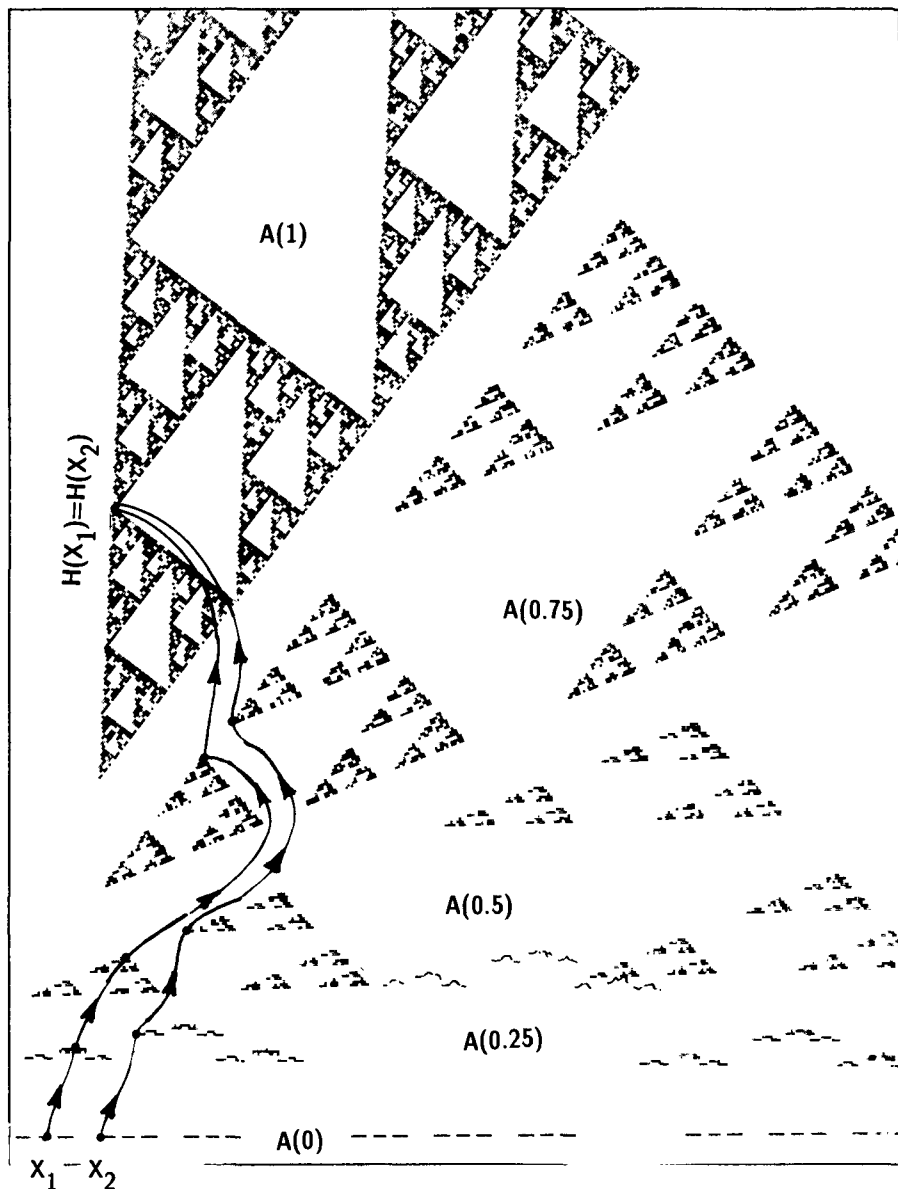 A(1)
H(X₁)=H(X₂)
A(0.75)
A(0.5)
A(0.25)
A(0)
X₁ X₂